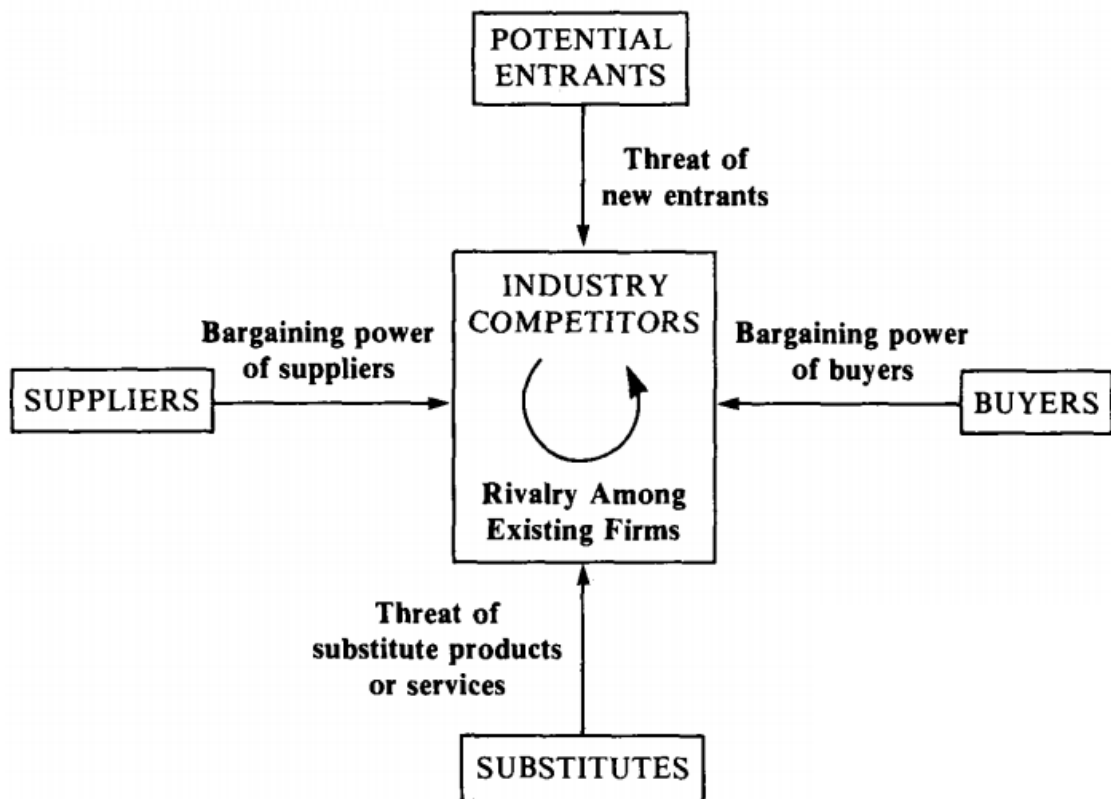 POTENTIAL
ENTRANTS
Threat of
new entrants
INDUSTRY
COMPETITORS
Bargaining power
of suppliers
Bargaining power
of buyers
SUPPLIERS
BUYERS
Rivalry Among
Existing Firms
Threat of
substitute products
or services
SUBSTITUTES